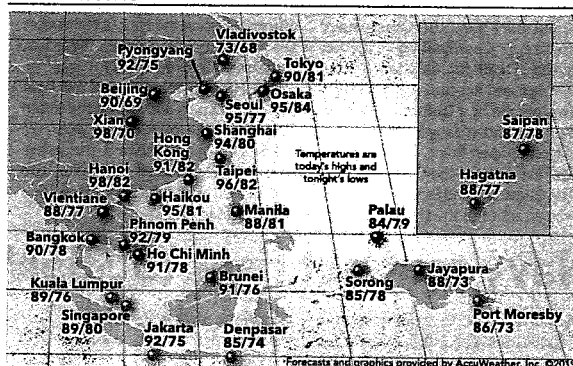 Vladivostok
73/68
Pyongyang
92/75
Tokyo
90/81
Beijing
90/69
Seoul
95/77
Osaka
95/84
Xian
98/70
Shanghai
94/80
Hong
Kong
91/82
Taipei
96/82
Temperatures are
today's highs and
tonight's lows
Saipan
87/78
Hagatna
88/77
Hanoi
98/82
Vientiane
88/77
Haikou
95/81
Manila
88/81
Palau
84/79
Bangkok
90/78
Phnom Penh
92/79
Ho Chi Minh
91/78
Brunei
91/76
Sorong
85/78
Jayapura
88/73
Kuala Lumpur
89/76
Singapore
89/80
Port Moresby
86/73
Jakarta
92/75
Denpasar
85/74
*Forecasts and graphics provided by AccuWeather, Inc. ©2019